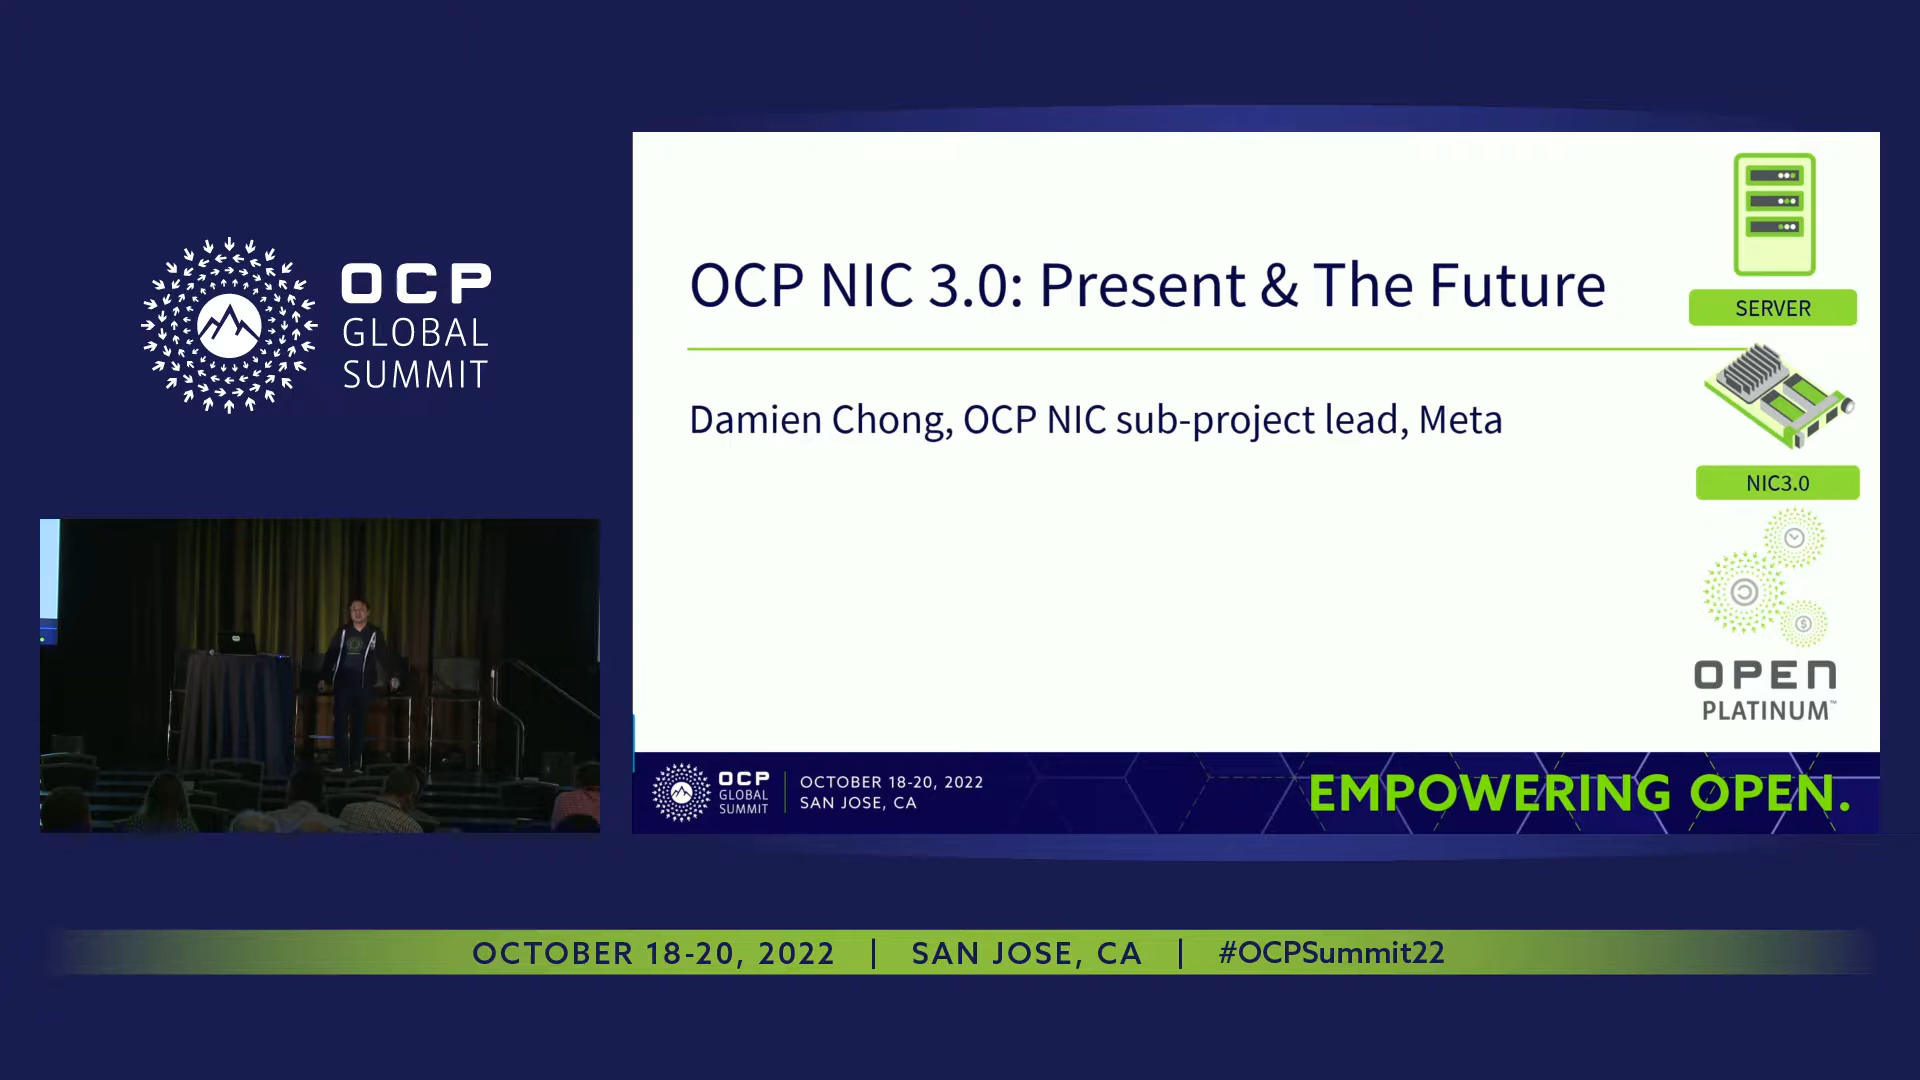 OCP
GLOBAL
SUMMIT
OCP NIC 3.0: Present & The Future
Damien Chong, OCP NIC sub-project lead, Meta
SERVER
NIC3.0
OPEN
PLATINUM™
OCP
GLOBAL
SUMMIT
OCTOBER 18-20, 2022
SAN JOSE, CA
EMPOWERING OPEN.
OCTOBER 18-20, 2022 | SAN JOSE, CA | #OCPSummit22